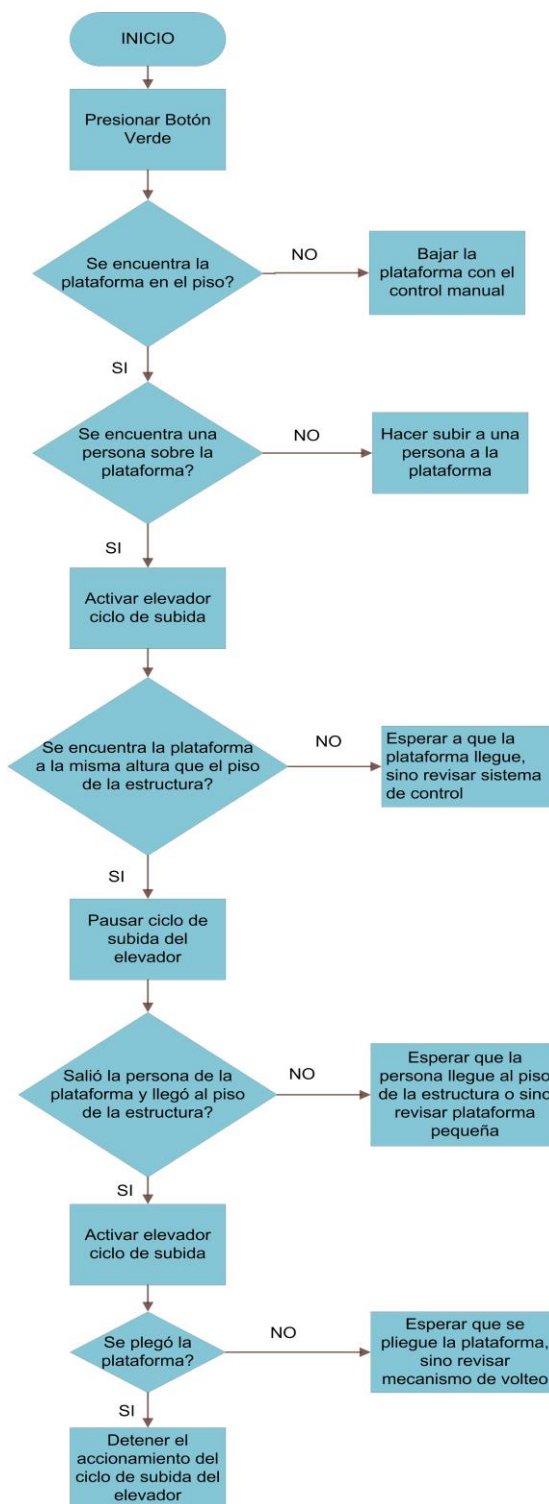 INICIO
Presionar Botón
Verde
Se encuentra la
plataforma en el piso?
NO
Bajar la
plataforma con el
control manual
SI
Se encuentra una
persona sobre la
plataforma?
NO
Hacer subir a una
persona a la
plataforma
SI
Activar elevador
ciclo de subida
Se encuentra la plataforma
a la misma altura que el piso
de la estructura?
NO
Esperar a que la
plataforma llegue,
sino revisar sistema
de control
SI
Pausar ciclo de
subida del
elevador
Salió la persona de la
plataforma y llegó al piso
de la estructura?
NO
Esperar que la
persona llegue al piso
de la estructura o sino
revisar plataforma
pequeña
SI
Activar elevador
ciclo de subida
Se plegó la
plataforma?
NO
Esperar que se
pliegue la plataforma,
sino revisar
mecanismo de volteo
SI
Detener el
accionamiento del
ciclo de subida del
elevador